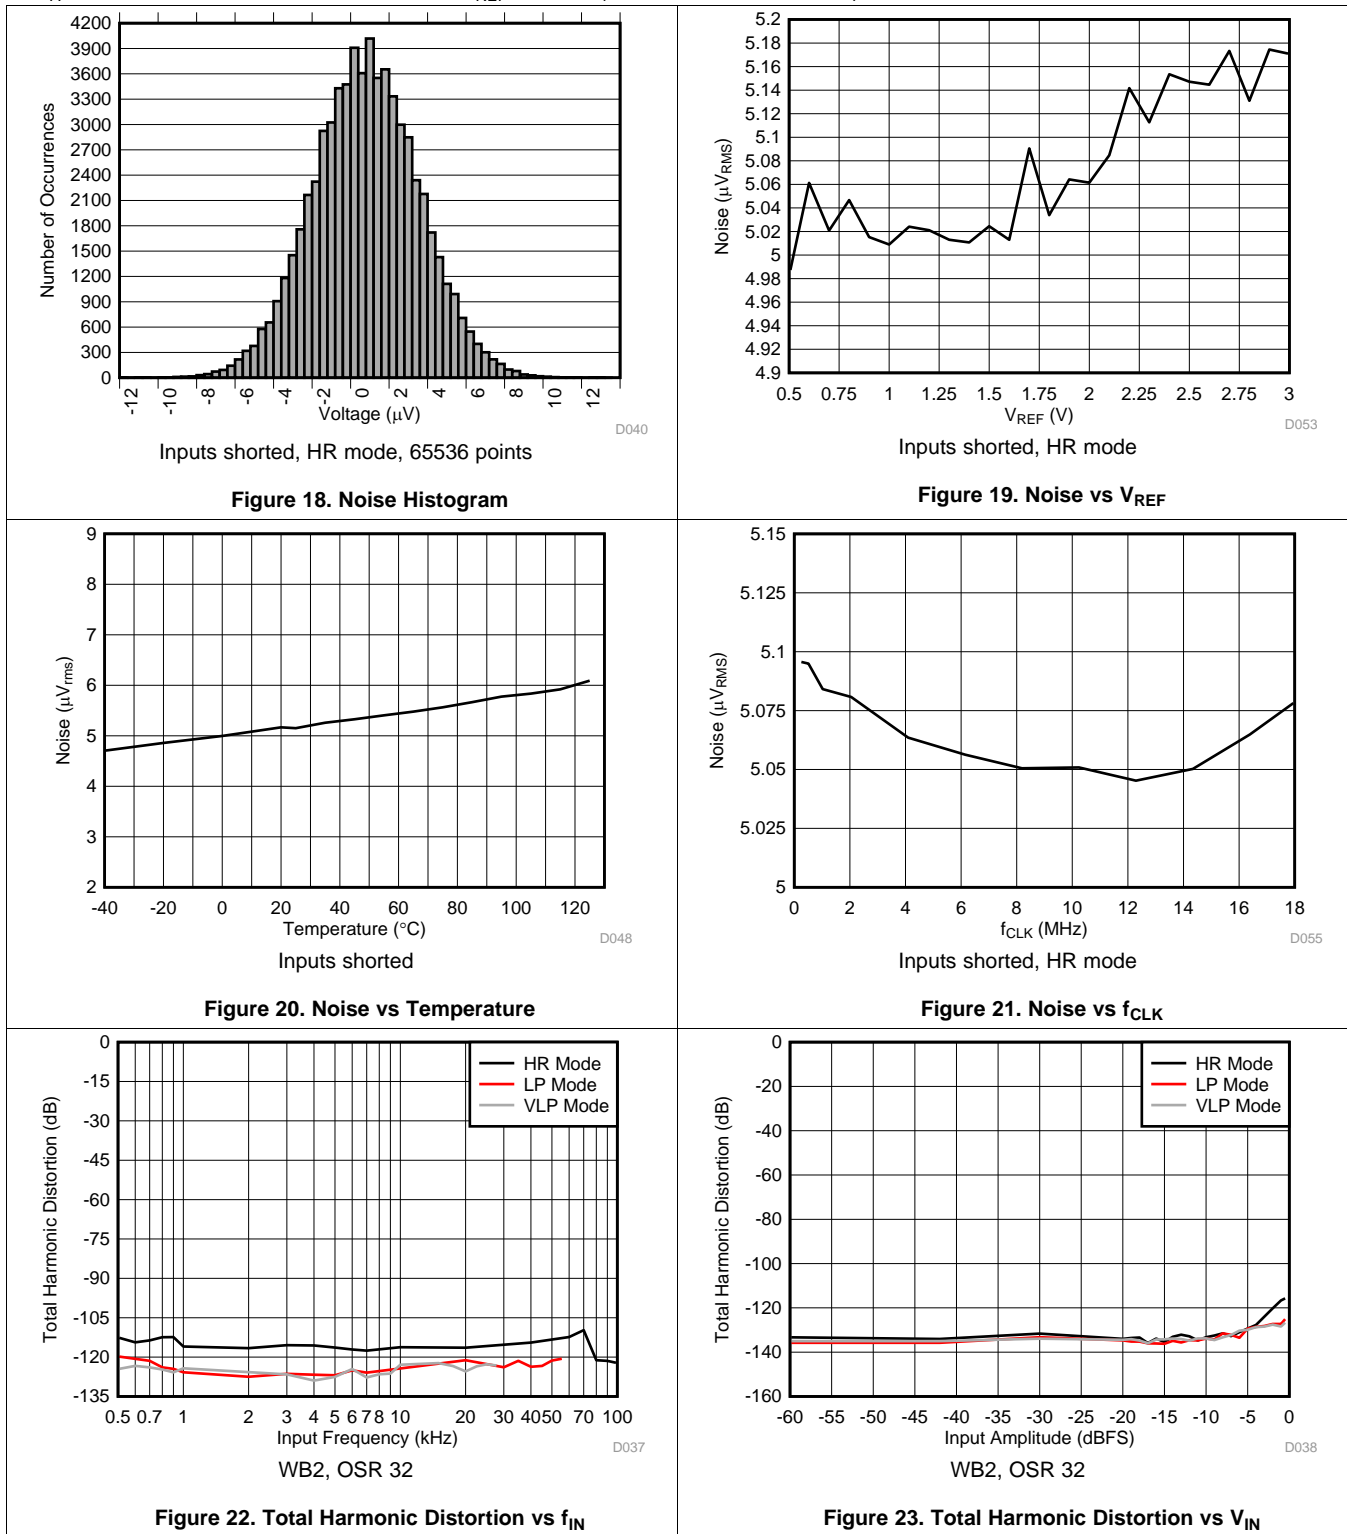 REF
4200
3900
3600
3300
3000
2700
2400
2100
1800
1500
1200
900
600
300
0
Number of Occurrences
-12
-10
-8
-6
-4
-2
0
2
4
6
8
10
12
Voltage (µV)
D040
Inputs shorted, HR mode, 65536 points
Figure 18. Noise Histogram
5.2
5.18
5.16
5.14
5.12
5.1
5.08
5.06
5.04
5.02
5
4.98
4.96
4.94
4.92
4.9
Noise (µVRMS)
0.5 0.75 1 1.25 1.5 1.75 2 2.25 2.5 2.75 3
VREF (V)
D053
Inputs shorted, HR mode
Figure 19. Noise vs VREF
9
8
7
6
5
4
3
2
Noise (µVrms)
-40 -20 0 20 40 60 80 100 120
Temperature (°C)
D048
Inputs shorted
Figure 20. Noise vs Temperature
5.15
5.125
5.1
5.075
5.05
5.025
5
Noise (µVRMS)
0 2 4 6 8 10 12 14 16 18
fCLK (MHz)
D055
Inputs shorted, HR mode
Figure 21. Noise vs fCLK
0
-15
-30
-45
-60
-75
-90
-105
-120
-135
Total Harmonic Distortion (dB)
HR Mode
LP Mode
VLP Mode
0.5 0.7 1 2 3 4 5 6 7 8 10 20 30 40 50 70 100
Input Frequency (kHz)
D037
WB2, OSR 32
Figure 22. Total Harmonic Distortion vs fIN
0
-20
-40
-60
-80
-100
-120
-140
-160
Total Harmonic Distortion (dB)
HR Mode
LP Mode
VLP Mode
-60 -55 -50 -45 -40 -35 -30 -25 -20 -15 -10 -5 0
Input Amplitude (dBFS)
D038
WB2, OSR 32
Figure 23. Total Harmonic Distortion vs VIN